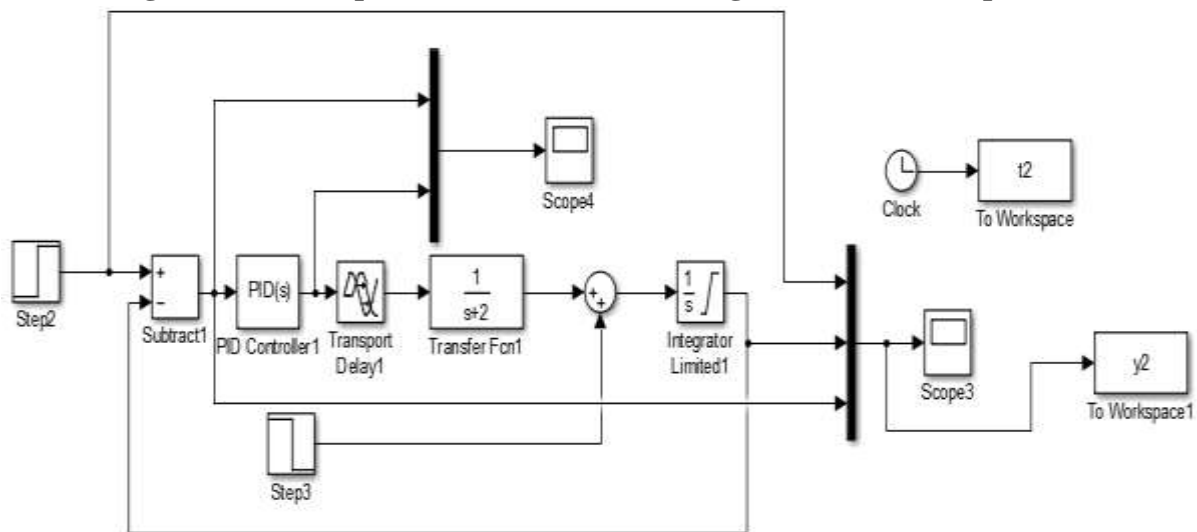 Scope4
t2
Clock
To Workspace
+
−
Step2
Subtract1
PID(s)
PID Controller1
Transport
Delay1
1
s+2
Transfer Fcn1
+
+
1
s
Integrator
Limited1
Scope3
y2
To Workspace1
Step3